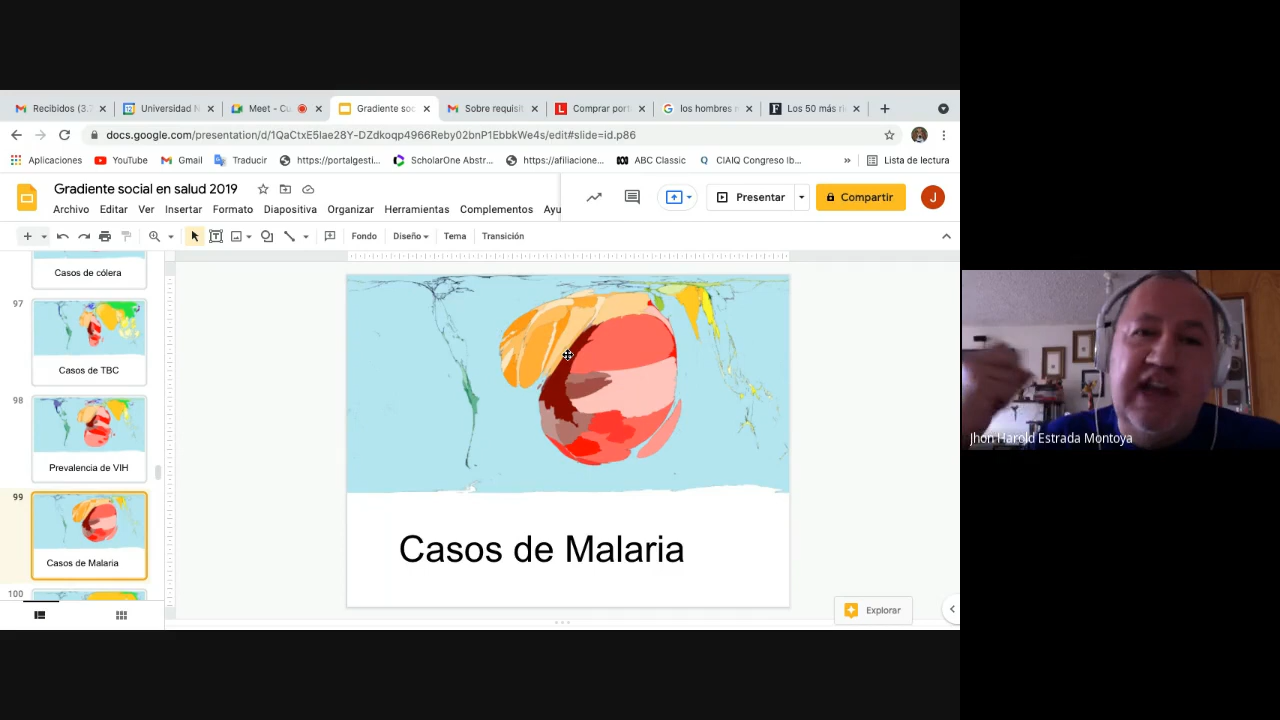 Recibidos (3.
Universidad N
Meet - Cu
Gradiente soc
Sobre requisit
Comprar port
los hombres
Los 50 más ri
docs.google.com/presentation/d/1QaCtxE5Iae28Y-DZdkoqp4966Reby02bnP1EbbkWe4s/edit#slide=id.p86
Aplicaciones
YouTube
Gmail
Traducir
https://portalgesti...
ScholarOne Abstr...
https://afiliacione...
ABC Classic
CIAIQ Congreso Ib...
»
Lista de lectura
Gradiente social en salud 2019
Archivo Editar Ver Insertar Formato Diapositiva Organizar Herramientas Complementos Ayu
Presentar
Compartir
J
Fondo
Diseño
Tema
Transición
Casos de cólera
97
Casos de TBC
98
Prevalencia de VIH
99
Casos de Malaria
100
Casos de Malaria
Explorar
Jhon Harold Estrada Montoya